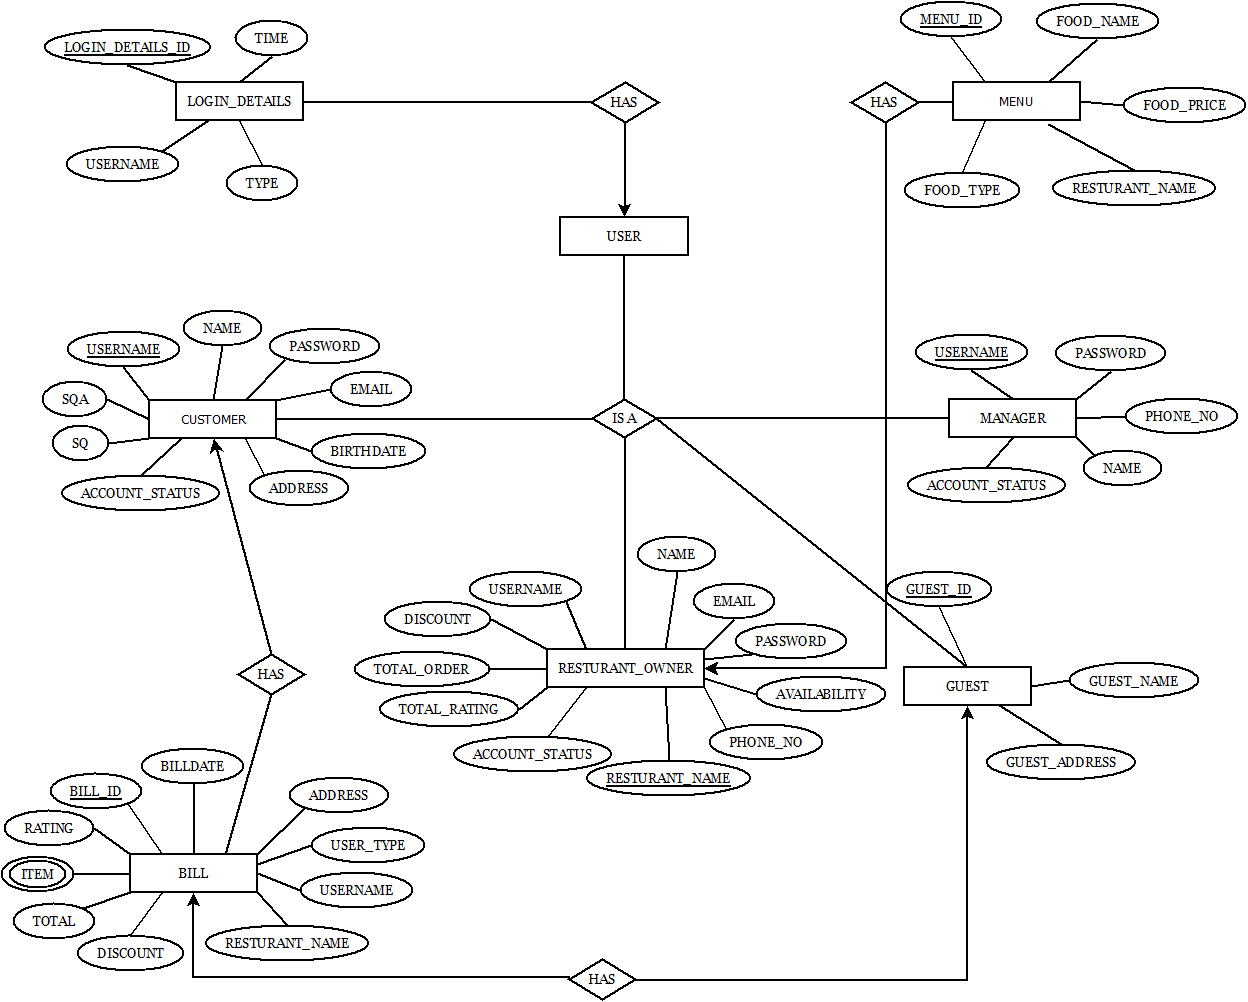 MENU_ID
FOOD_NAME
TIME
LOGIN_DETAILS_ID
LOGIN_DETAILS
HAS
HAS
MENU
FOOD_PRICE
USERNAME
TYPE
FOOD_TYPE
RESTURANT_NAME
USER
NAME
USERNAME
PASSWORD
EMAIL
SQA
CUSTOMER
SQ
BIRTHDATE
ACCOUNT_STATUS
ADDRESS
IS A
USERNAME
PASSWORD
MANAGER
PHONE_NO
NAME
ACCOUNT_STATUS
NAME
USERNAME
EMAIL
DISCOUNT
PASSWORD
TOTAL_ORDER
RESTURANT_OWNER
AVAILABILITY
TOTAL_RATING
PHONE_NO
ACCOUNT_STATUS
RESTURANT_NAME
GUEST_ID
GUEST
GUEST_NAME
GUEST_ADDRESS
HAS
BILLDATE
BILL_ID
ADDRESS
RATING
USER_TYPE
ITEM
BILL
USERNAME
TOTAL
DISCOUNT
RESTURANT_NAME
HAS